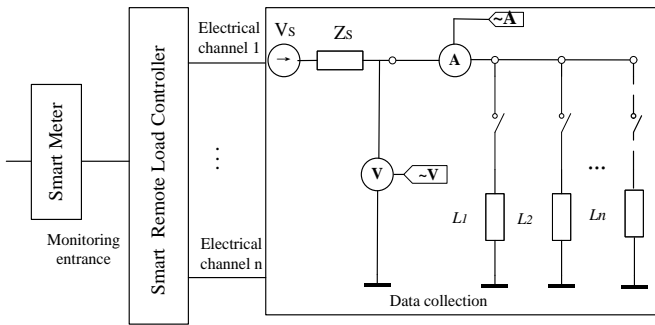 Smart Meter
Monitoring
entrance
Smart Remote Load Controller
Electrical
channel 1
⋮
Electrical
channel n
VS
ZS
A
~A
V
~V
L1
L2
...
Ln
Data collection